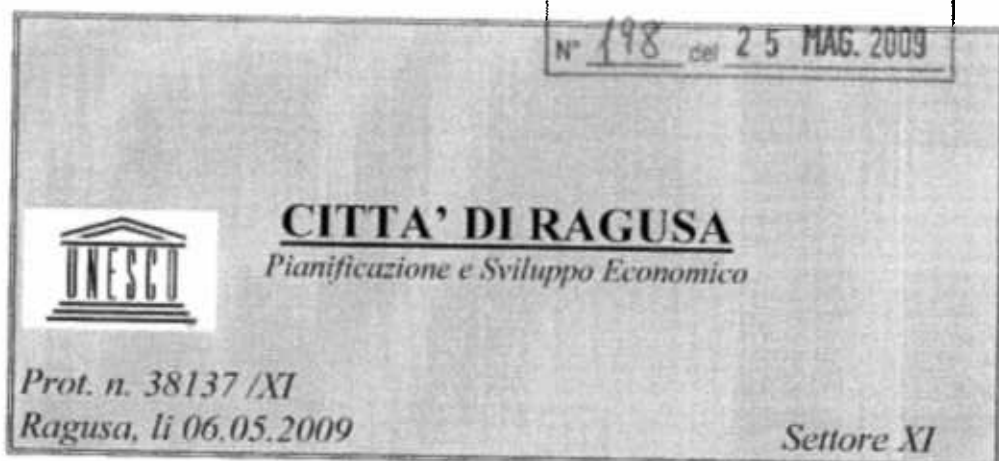 N° 198 del 25 MAG. 2009
CITTA' DI RAGUSA
Pianificazione e Sviluppo Economico
UNESCO
Prot. n. 38137 /XI
Ragusa, li 06.05.2009
Settore XI